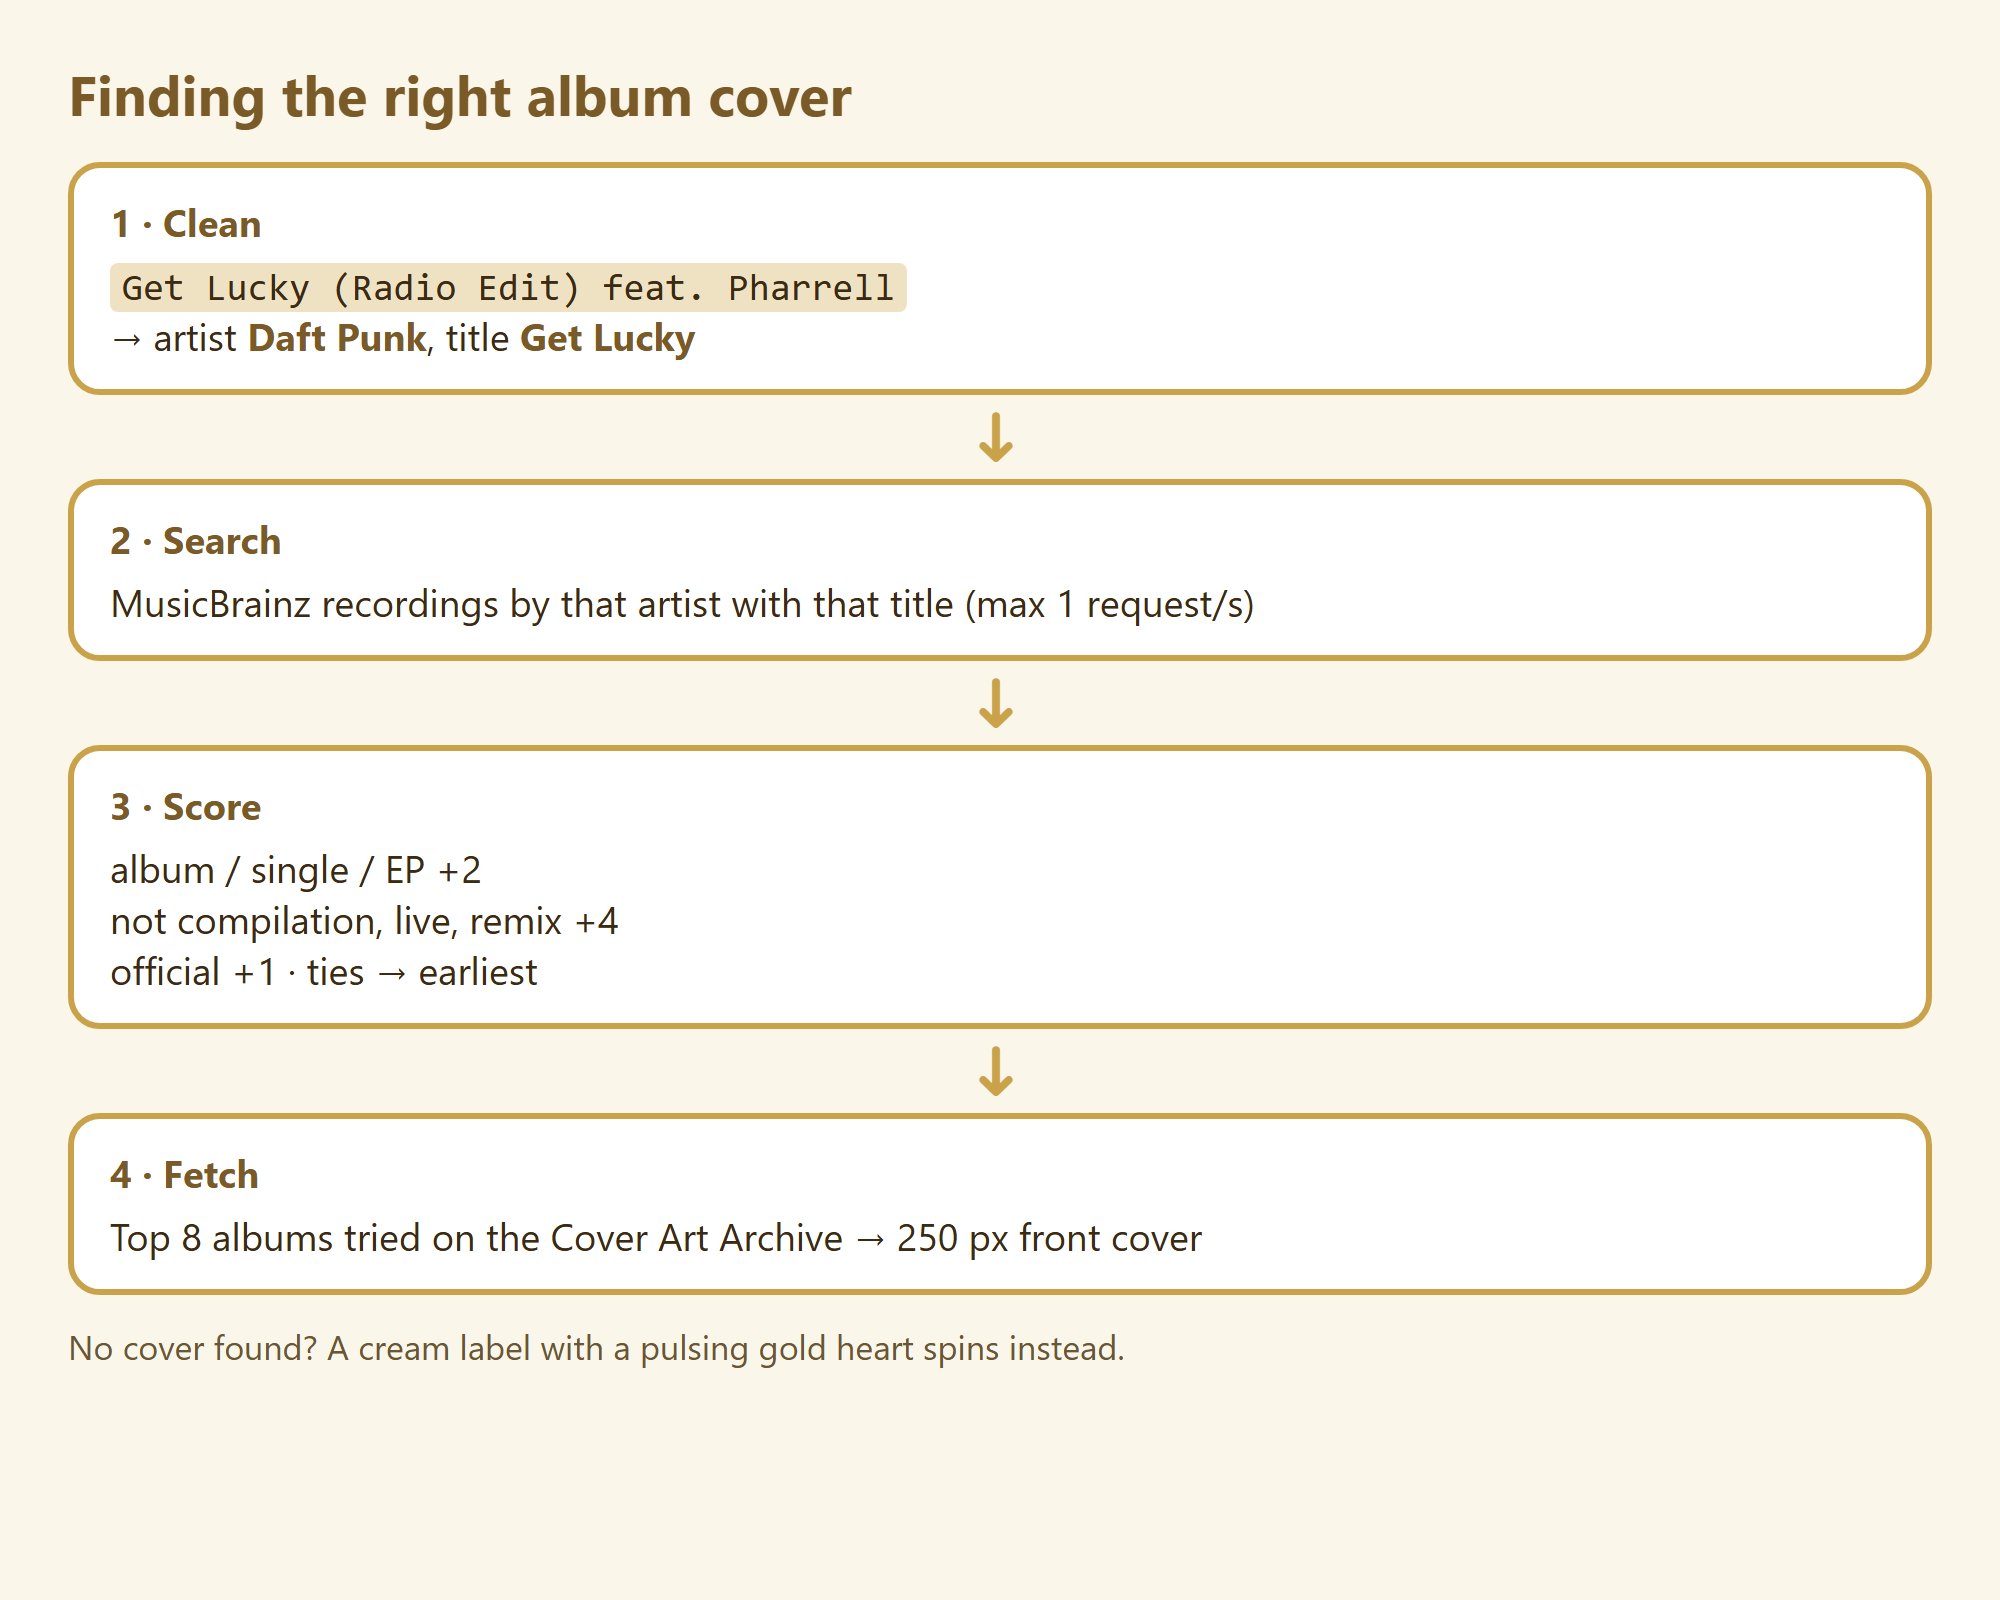 Finding the right album cover
1 · Clean
Get Lucky (Radio Edit) feat. Pharrell
→ artist Daft Punk, title Get Lucky
2 · Search
MusicBrainz recordings by that artist with that title (max 1 request/s)
3 · Score
album / single / EP +2
not compilation, live, remix +4
official +1 · ties → earliest
4 · Fetch
Top 8 albums tried on the Cover Art Archive → 250 px front cover
No cover found? A cream label with a pulsing gold heart spins instead.